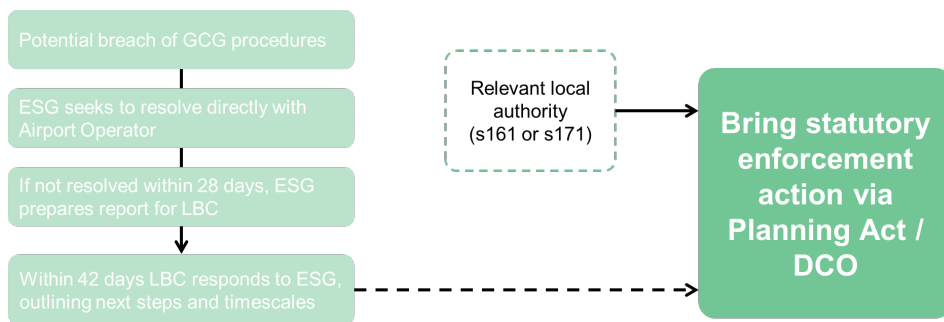 Potential breach of GCG procedures
ESG seeks to resolve directly with
Airport Operator
If not resolved within 28 days, ESG
prepares report for LBC
Within 42 days LBC responds to ESG,
outlining next steps and timescales
Relevant local
authority
(s161 or s171)
Bring statutory
enforcement
action via
Planning Act /
DCO